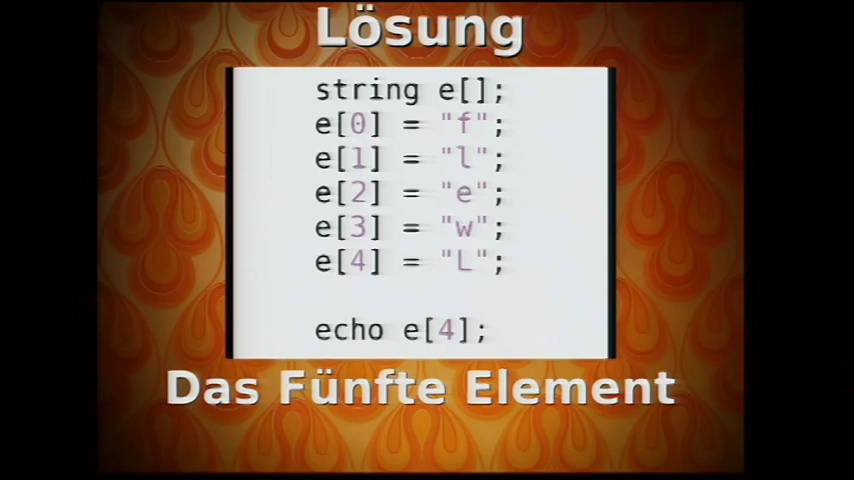 Lösung
string e[];
e[0] = "f";
e[1] = "l";
e[2] = "e";
e[3] = "w";
e[4] = "L";
echo e[4];
Das Fünfte Element